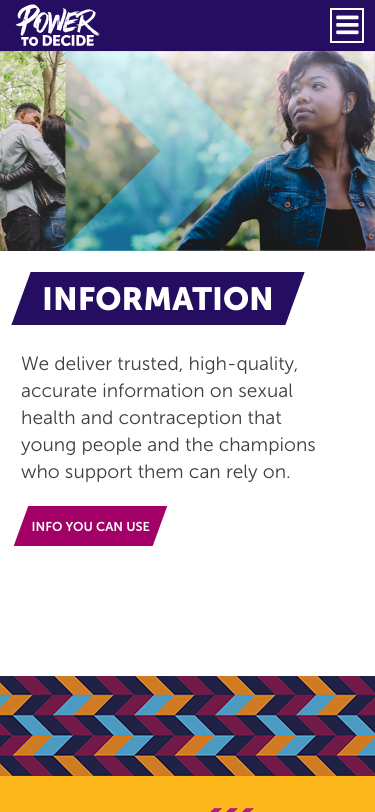 POWER
TO DECIDE
INFORMATION
We deliver trusted, high-quality,
accurate information on sexual
health and contraception that
young people and the champions
who support them can rely on.
INFO YOU CAN USE